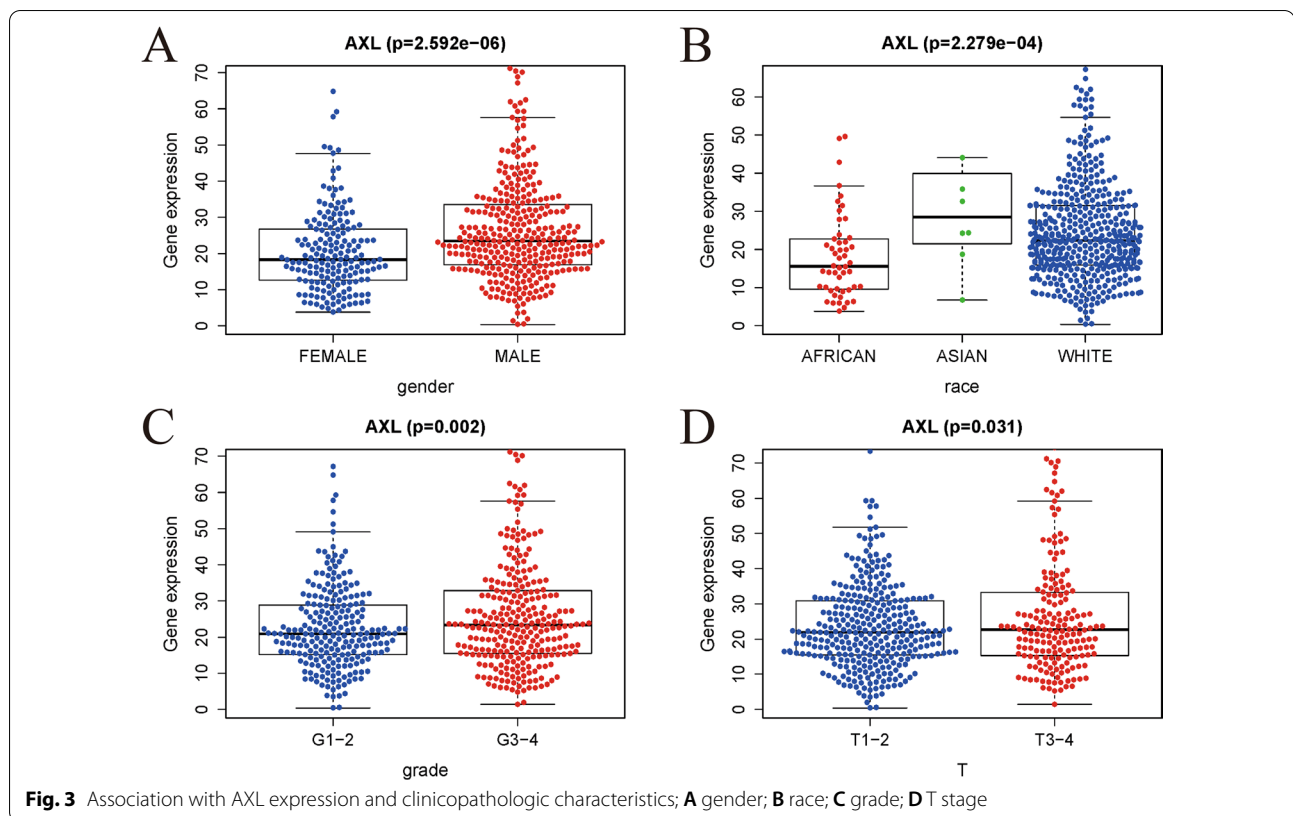 A
AXL (p=2.592e−06)
Gene expression
70
60
50
40
30
20
10
0
FEMALE MALE
gender
B
AXL (p=2.279e−04)
Gene expression
60
50
40
30
20
10
0
AFRICAN ASIAN WHITE
race
C
AXL (p=0.002)
Gene expression
70
60
50
40
30
20
10
0
G1−2 G3−4
grade
D
AXL (p=0.031)
Gene expression
70
60
50
40
30
20
10
0
T1−2 T3−4
T
Fig. 3 Association with AXL expression and clinicopathologic characteristics; A gender; B race; C grade; D T stage